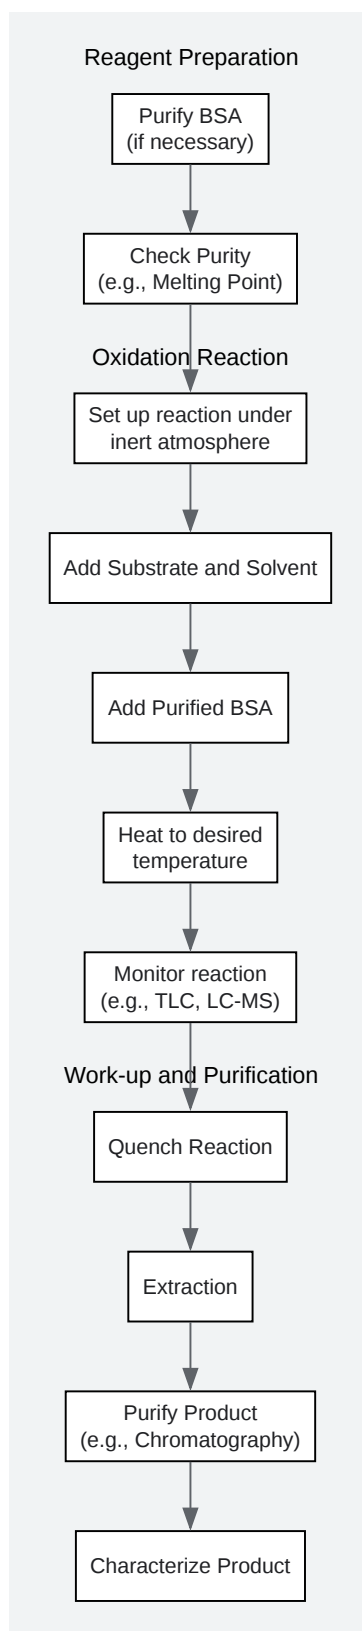 Reagent Preparation
Purify BSA
(if necessary)
Check Purity
(e.g., Melting Point)
Oxidation Reaction
Set up reaction under
inert atmosphere
Add Substrate and Solvent
Add Purified BSA
Heat to desired
temperature
Monitor reaction
(e.g., TLC, LC-MS)
Work-up and Purification
Quench Reaction
Extraction
Purify Product
(e.g., Chromatography)
Characterize Product